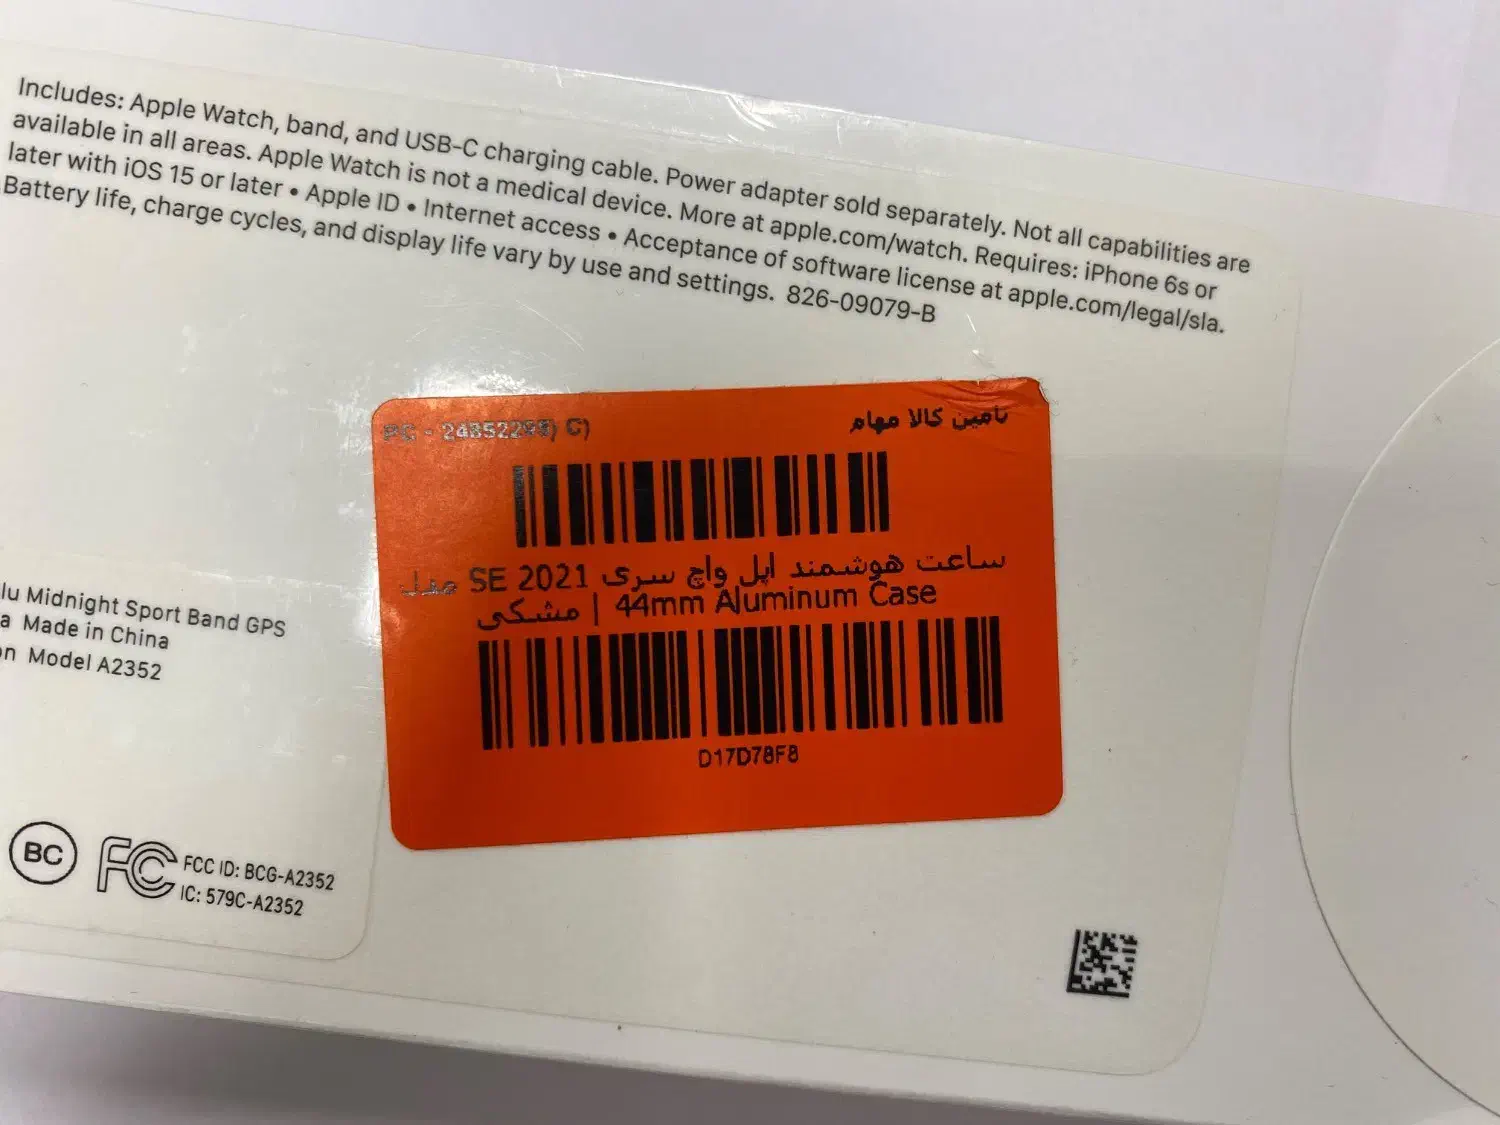 Includes: Apple Watch, band, and USB-C charging cable. Power adapter sold separately. Not all capabilities are
available in all areas. Apple Watch is not a medical device. More at apple.com/watch. Requires: iPhone 6s or
later with iOS 15 or later • Apple ID • Internet access • Acceptance of software license at apple.com/legal/sla.
Battery life, charge cycles, and display life vary by use and settings. 826-09079-B
PC - (C
تامین کالا مهام
ساعت هوشمند اپل واچ سری SE 2021 مدل
44mm Aluminum Case | مشکی
D17D78F8
lu Midnight Sport Band GPS
a Made in China
on Model A2352
BC
FC
FCC ID: BCG-A2352
IC: 579C-A2352